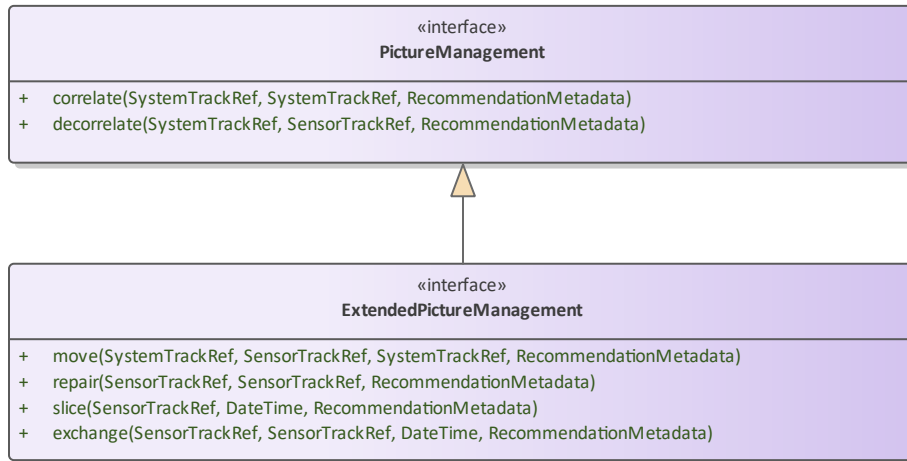 «interface»
PictureManagement
+ correlate(SystemTrackRef, SystemTrackRef, RecommendationMetadata)
+ decorrelate(SystemTrackRef, SensorTrackRef, RecommendationMetadata)
«interface»
ExtendedPictureManagement
+ move(SystemTrackRef, SensorTrackRef, SystemTrackRef, RecommendationMetadata)
+ repair(SensorTrackRef, SensorTrackRef, RecommendationMetadata)
+ slice(SensorTrackRef, DateTime, RecommendationMetadata)
+ exchange(SensorTrackRef, SensorTrackRef, DateTime, RecommendationMetadata)